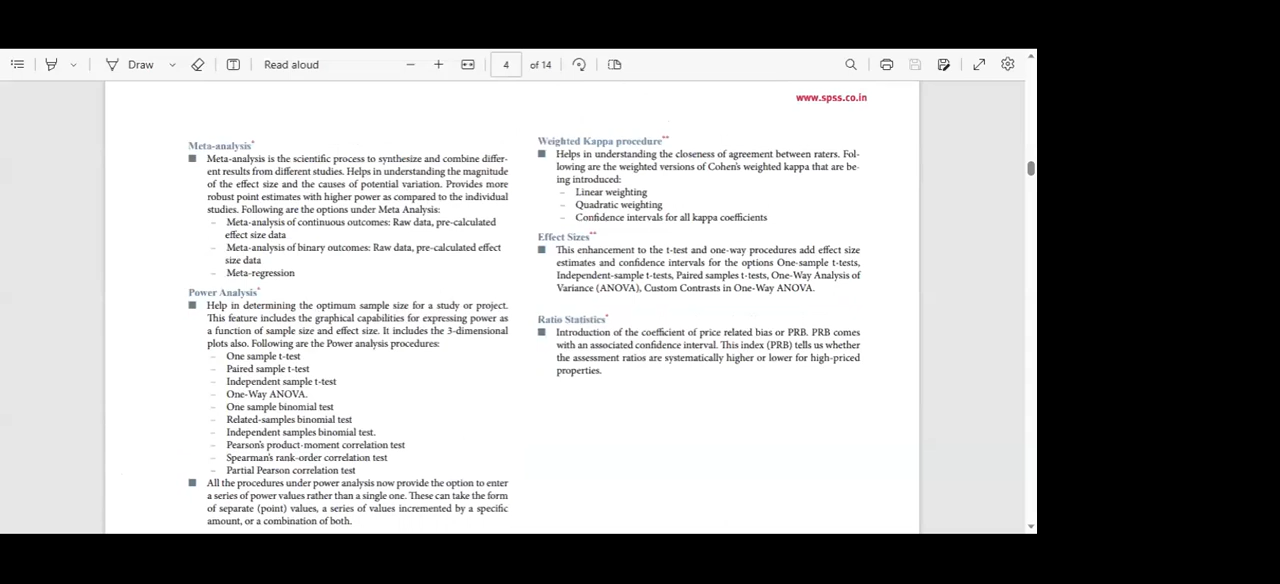 Draw
Read aloud
4
of 14
www.spss.co.in
Meta-analysis*
Meta-analysis is the scientific process to synthesize and combine differ-
ent results from different studies. Helps in understanding the magnitude
of the effect size and the causes of potential variation. Provides more
robust point estimates with higher power as compared to the individual
studies. Following are the options under Meta Analysis:
– Meta-analysis of continuous outcomes: Raw data, pre-calculated
effect size data
– Meta-analysis of binary outcomes: Raw data, pre-calculated effect
size data
– Meta-regression
Power Analysis*
Help in determining the optimum sample size for a study or project.
This feature includes the graphical capabilities for expressing power as
a function of sample size and effect size. It includes the 3-dimensional
plots also. Following are the Power analysis procedures:
– One sample t-test
– Paired sample t-test
– Independent sample t-test
– One-Way ANOVA.
– One sample binomial test
– Related-samples binomial test
– Independent samples binomial test.
– Pearson's product-moment correlation test
– Spearman's rank-order correlation test
– Partial Pearson correlation test
All the procedures under power analysis now provide the option to enter
a series of power values rather than a single one. These can take the form
of separate (point) values, a series of values incremented by a specific
amount, or a combination of both.
Weighted Kappa procedure**
Helps in understanding the closeness of agreement between raters. Fol-
lowing are the weighted versions of Cohen's weighted kappa that are be-
ing introduced:
– Linear weighting
– Quadratic weighting
– Confidence intervals for all kappa coefficients
Effect Sizes**
This enhancement to the t-test and one-way procedures add effect size
estimates and confidence intervals for the options One-sample t-tests,
Independent-sample t-tests, Paired samples t-tests, One-Way Analysis of
Variance (ANOVA), Custom Contrasts in One-Way ANOVA.
Ratio Statistics*
Introduction of the coefficient of price related bias or PRB. PRB comes
with an associated confidence interval. This index (PRB) tells us whether
the assessment ratios are systematically higher or lower for high-priced
properties.